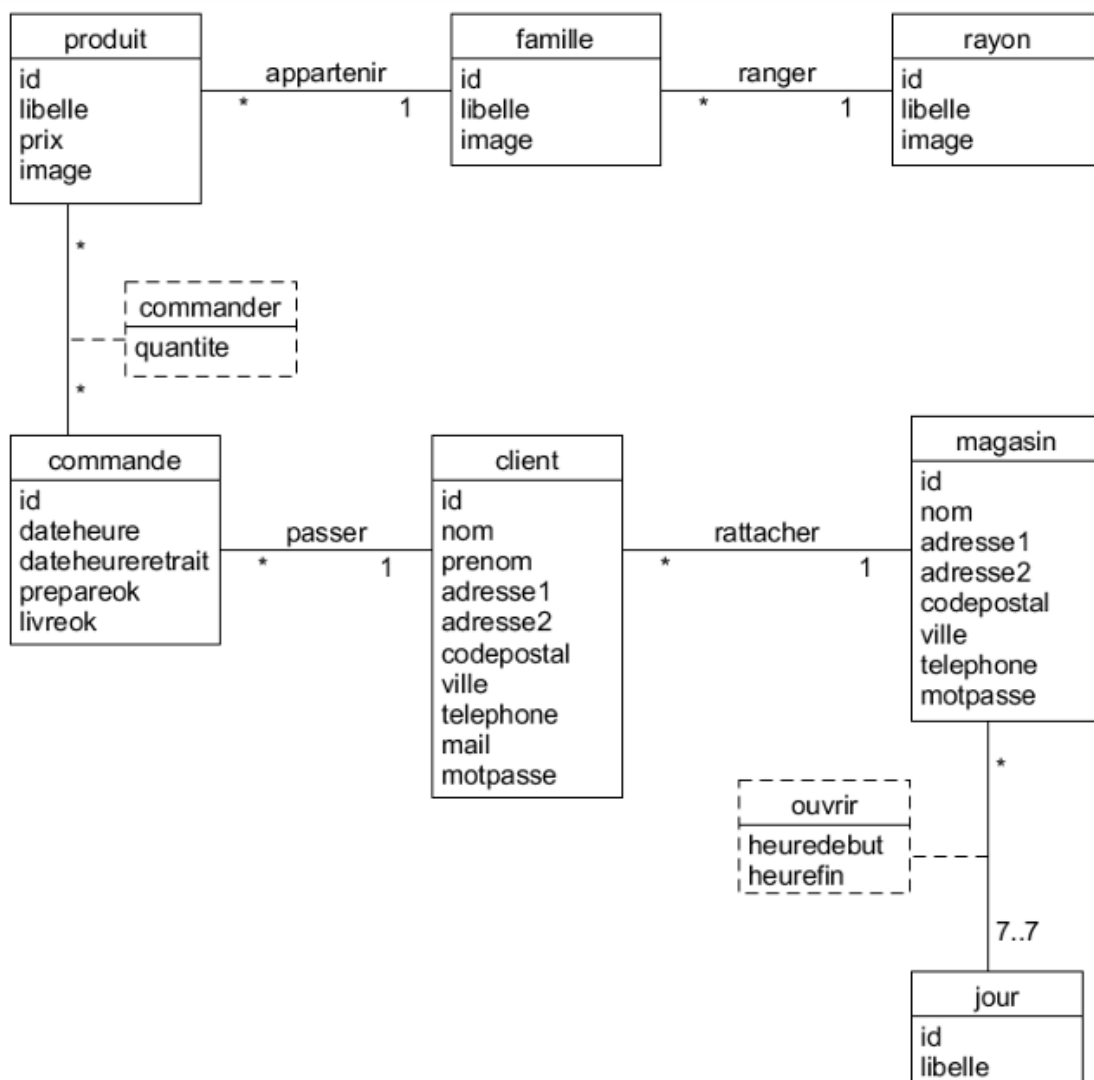 produit
id
libelle
prix
image
appartenir
*
1
famille
id
libelle
image
ranger
*
1
rayon
id
libelle
image
*
commander
quantite
*
commande
id
dateheure
dateheureretrait
prepareok
livreok
passer
*
1
client
id
nom
prenom
adresse1
adresse2
codepostal
ville
telephone
mail
motpasse
rattacher
*
1
magasin
id
nom
adresse1
adresse2
codepostal
ville
telephone
motpasse
*
ouvrir
heuredebut
heurefin
7..7
jour
id
libelle